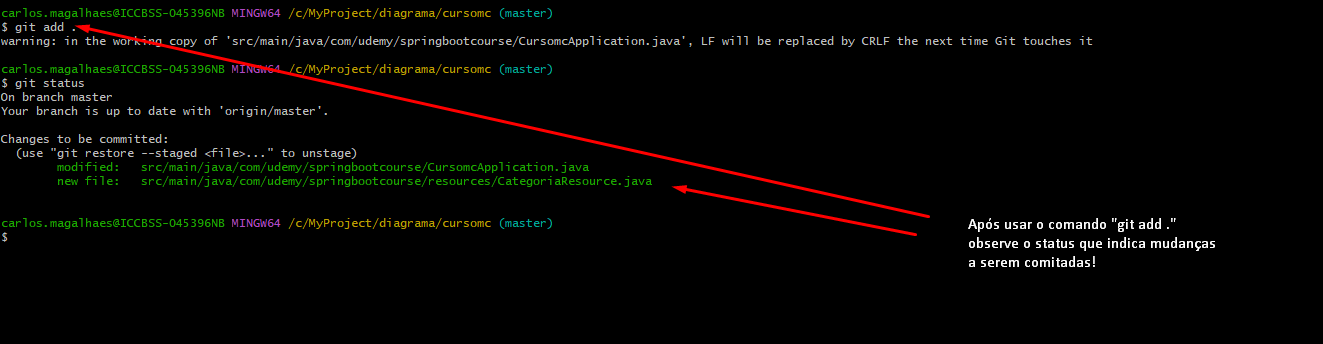 carlos.magalhaes@ICCBSS-O45396NB MINGW64 /c/MyProject/diagrama/cursomc (master)
$ git add .
warning: in the working copy of 'src/main/java/com/udemy/springbootcourse/CursomcApplication.java', LF will be replaced by CRLF the next time Git touches it
carlos.magalhaes@ICCBSS-O45396NB MINGW64 /c/MyProject/diagrama/cursomc (master)
$ git status
On branch master
Your branch is up to date with 'origin/master'.
Changes to be committed:
(use "git restore --staged <file>..." to unstage)
modified: src/main/java/com/udemy/springbootcourse/CursomcApplication.java
new file: src/main/java/com/udemy/springbootcourse/resources/CategoriaResource.java
carlos.magalhaes@ICCBSS-O45396NB MINGW64 /c/MyProject/diagrama/cursomc (master)
$
Após usar o comando "git add ."
observe o status que indica mudanças
a serem comitadas!